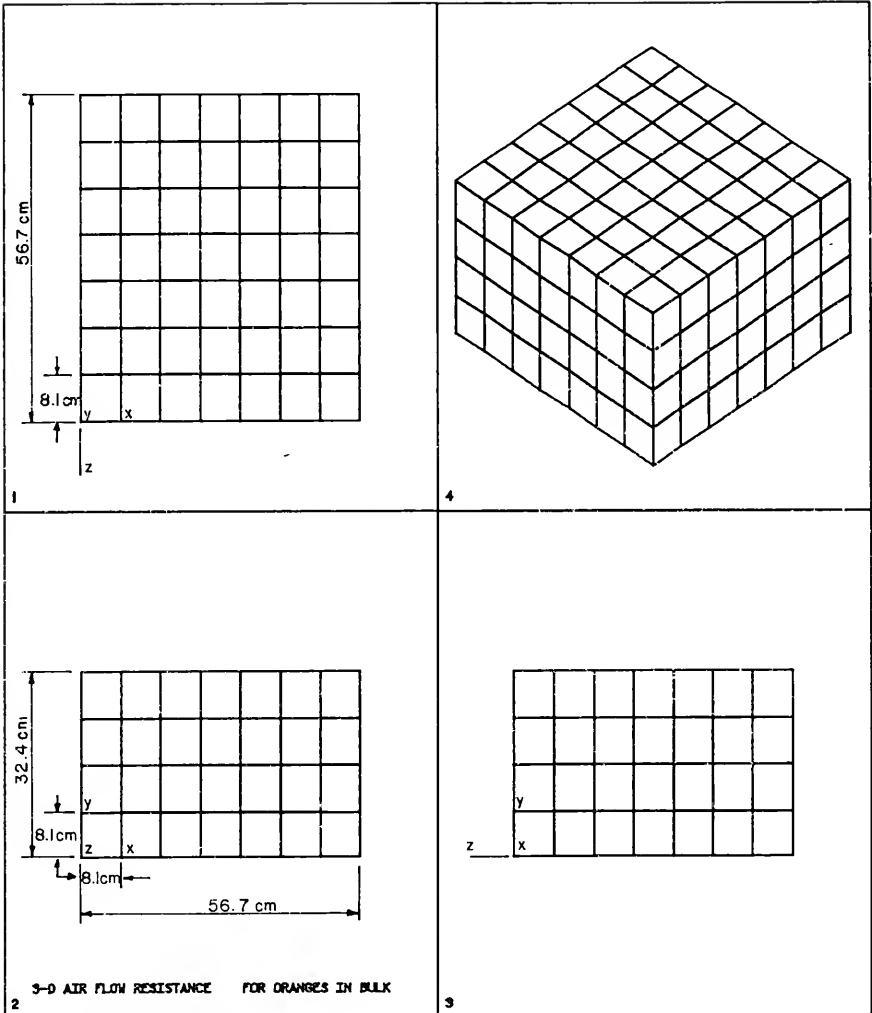 56.7 cm
8.1cm
y x
z
1
4
32.4 cm
y
8.1cm
z x
8.1cm
56.7 cm
3-D AIR FLOW RESISTANCE FOR ORANGES IN BULK
2
y
z x
3